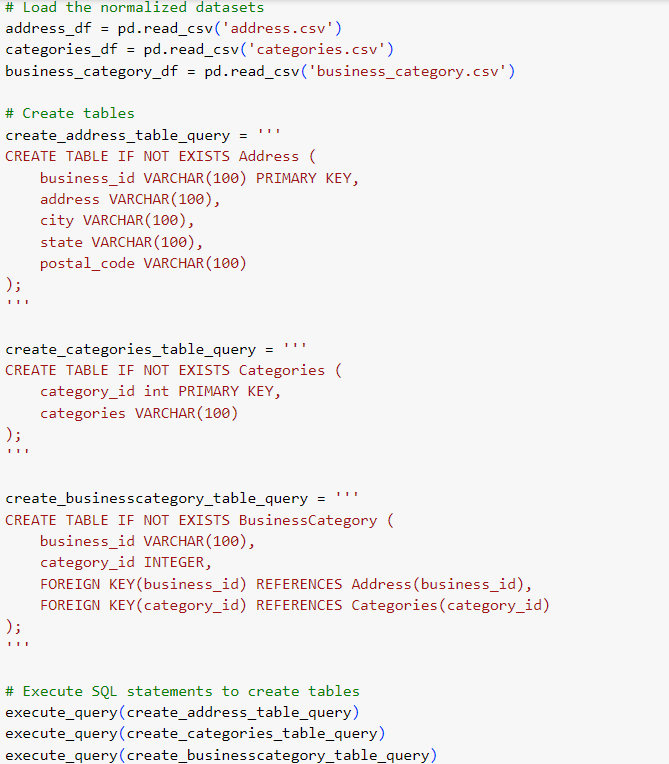 # Load the normalized datasets
address_df = pd.read_csv('address.csv')
categories_df = pd.read_csv('categories.csv')
business_category_df = pd.read_csv('business_category.csv')

# Create tables
create_address_table_query = '''
CREATE TABLE IF NOT EXISTS Address (
    business_id VARCHAR(100) PRIMARY KEY,
    address VARCHAR(100),
    city VARCHAR(100),
    state VARCHAR(100),
    postal_code VARCHAR(100)
);
'''

create_categories_table_query = '''
CREATE TABLE IF NOT EXISTS Categories (
    category_id int PRIMARY KEY,
    categories VARCHAR(100)
);
'''

create_businesscategory_table_query = '''
CREATE TABLE IF NOT EXISTS BusinessCategory (
    business_id VARCHAR(100),
    category_id INTEGER,
    FOREIGN KEY(business_id) REFERENCES Address(business_id),
    FOREIGN KEY(category_id) REFERENCES Categories(category_id)
);
'''

# Execute SQL statements to create tables
execute_query(create_address_table_query)
execute_query(create_categories_table_query)
execute_query(create_businesscategory_table_query)